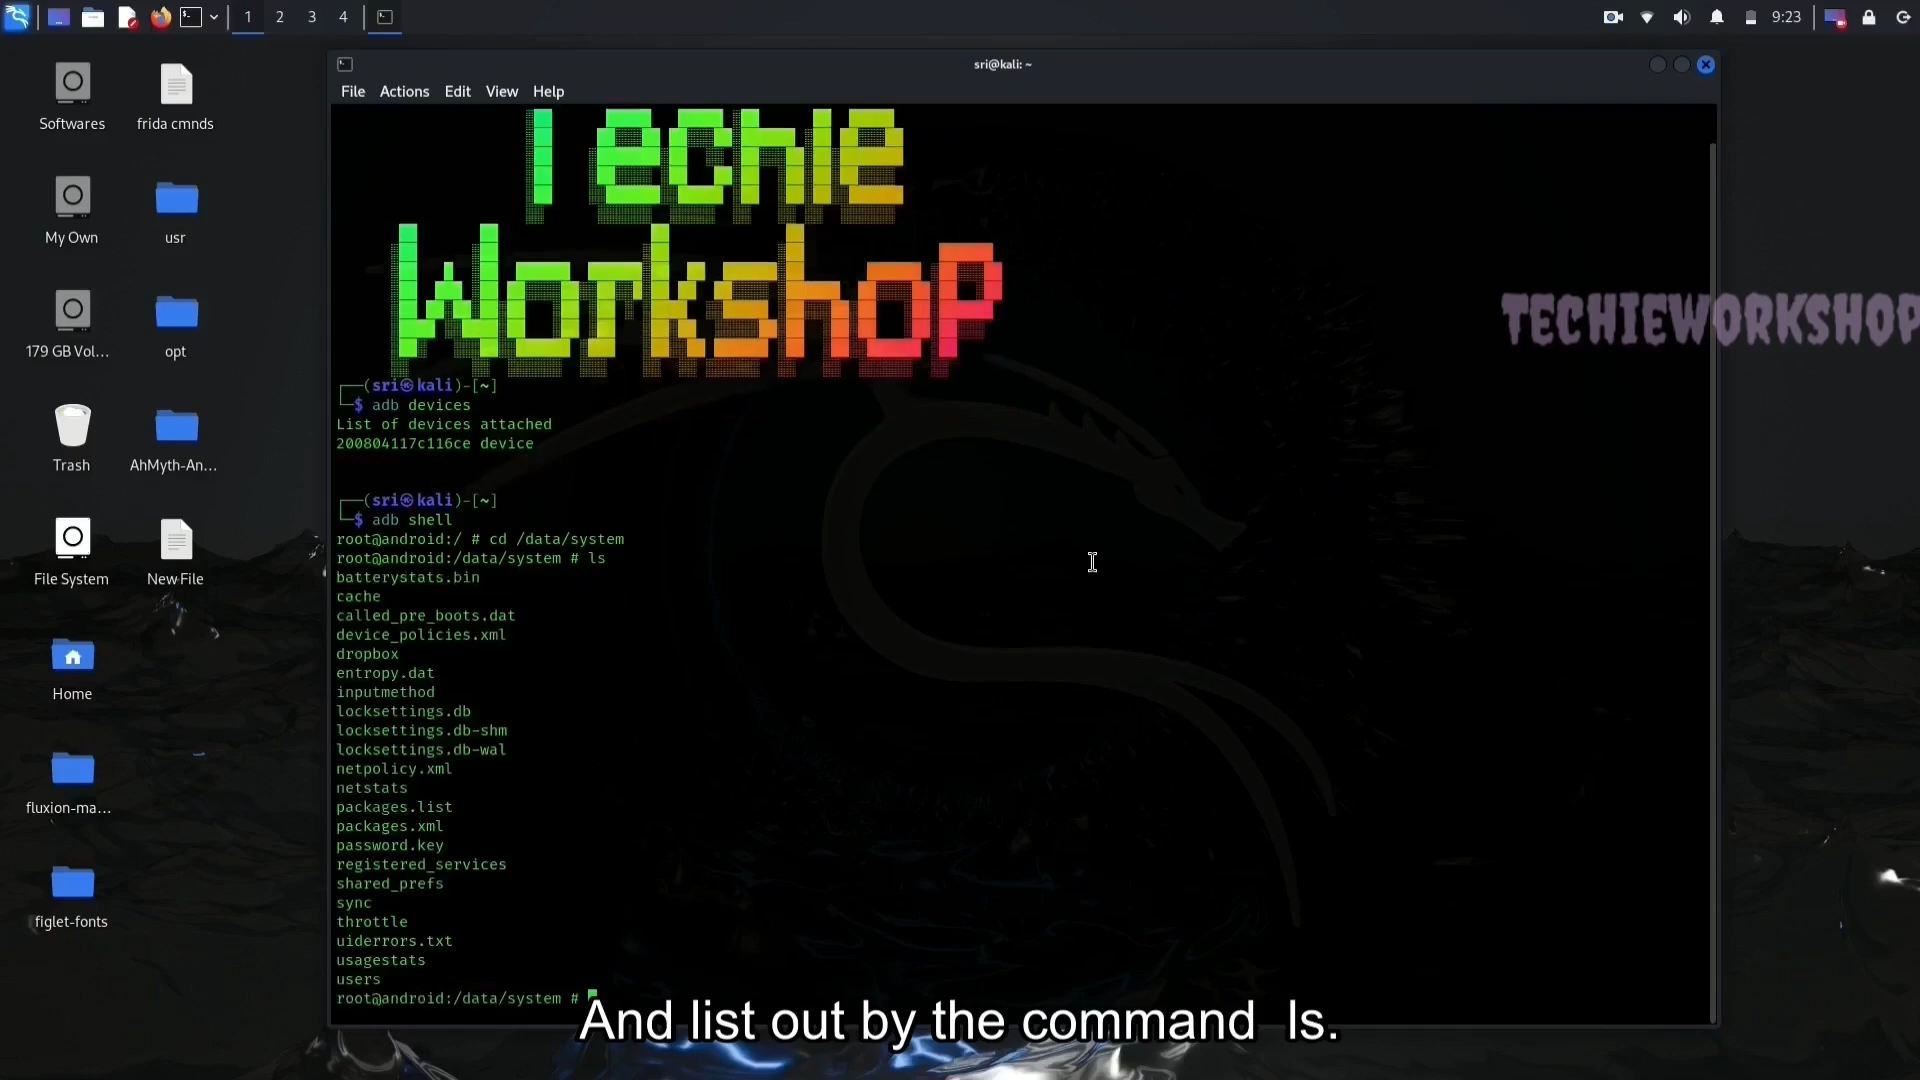 1 2 3 4
9:23
sri@kali: ~
File Actions Edit View Help
Softwares
frida cmnds
My Own
usr
179 GB Vol...
opt
Trash
AhMyth-An...
File System
New File
Home
fluxion-ma...
figlet-fonts
Techie
Workshop
TECHIEWORKSHOP
┌──(sri㉿kali)-[~]
└─$ adb devices
List of devices attached
200804117c116ce device
┌──(sri㉿kali)-[~]
└─$ adb shell
root@android:/ # cd /data/system
root@android:/data/system # ls
batterystats.bin
cache
called_pre_boots.dat
device_policies.xml
dropbox
entropy.dat
inputmethod
locksettings.db
locksettings.db-shm
locksettings.db-wal
netpolicy.xml
netstats
packages.list
packages.xml
password.key
registered_services
shared_prefs
sync
throttle
uiderrors.txt
usagestats
users
root@android:/data/system #
And list out by the command ls.